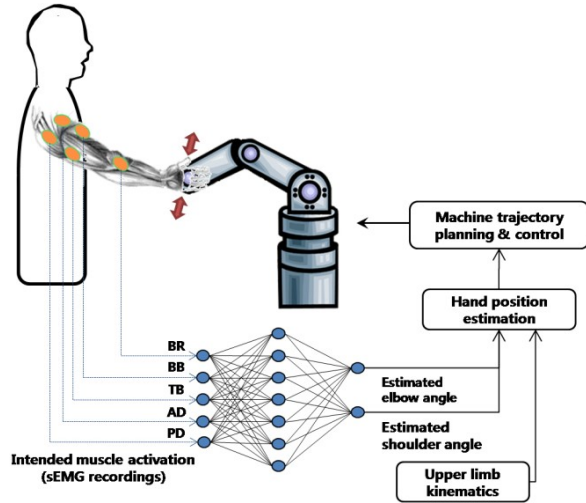 Machine trajectory
planning & control
Hand position
estimation
BR
BB
TB
AD
PD
Estimated
elbow angle
Estimated
shoulder angle
Intended muscle activation
(sEMG recordings)
Upper limb
kinematics